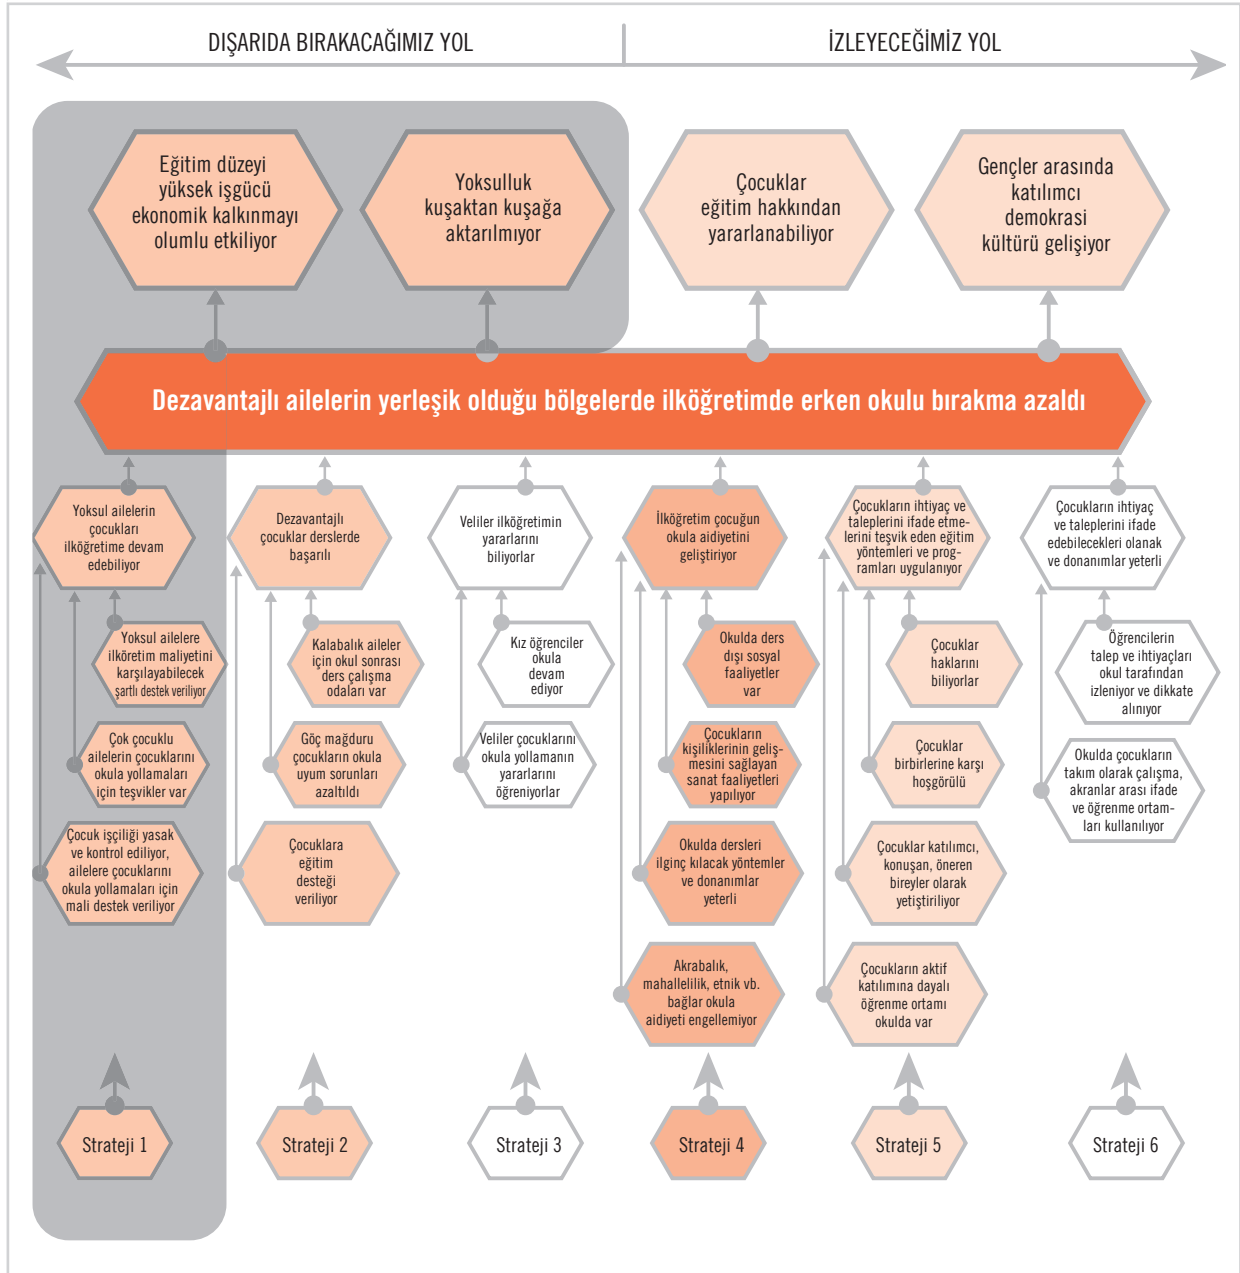 DIŞARIDA BIRAKACAĞIMIZ YOL
İZLEYECEĞİMİZ YOL
Eğitim düzeyi
yüksek işgücü
ekonomik kalkınmayı
olumlu etkiliyor
Yoksulluk
kuşaktan kuşağa
aktarılmıyor
Çocuklar
eğitim hakkından
yararlanabiliyor
Gençler arasında
katılımcı
demokrasi
kültürü gelişiyor
Dezavantajlı ailelerin yerleşik olduğu bölgelerde ilköğretimde erken okulu bırakma azaldı
Yoksul ailelerin
çocukları
ilköğretime devam
edebiliyor
Yoksul ailelere
ilköretim maliyetini
karşılayabilecek
şartlı destek veriliyor
Çok çocuklu
ailelerin çocuklarını
okula yollamaları
için teşvikler var
Çocuk işçiliği yasak
ve kontrol ediliyor,
ailelere çocuklarını
okula yollamaları için
mali destek veriliyor
Strateji 1
Dezavantajlı
çocuklar derslerde
başarılı
Kalabalık aileler
için okul sonrası
ders çalışma
odaları var
Göç mağduru
çocukların okula
uyum sorunları
azaltıldı
Çocuklara
eğitim
desteği
veriliyor
Strateji 2
Veliler ilköğretimin
yararlarını
biliyorlar
Kız öğrenciler
okula
devam
ediyor
Veliler çocuklarını
okula yollamanın
yararlarını
öğreniyorlar
Strateji 3
İlköğretim çocuğun
okula aidiyetini
geliştiriyor
Okulda ders
dışı sosyal
faaliyetler
var
Çocukların
kişiliklerinin geliş-
mesini sağlayan
sanat faaliyetleri
yapılıyor
Okulda dersleri
ilginç kılacak yöntemler
ve donanımlar
yeterli
Akrabalık,
mahallelilik, etnik vb.
bağlar okula
aidiyeti engellemiyor
Strateji 4
Çocukların ihtiyaç ve
taleplerini ifade etme-
lerini teşvik eden eğitim
yöntemleri ve prog-
ramları uygulanıyor
Çocuklar
haklarını
biliyorlar
Çocuklar
birbirlerine karşı
hoşgörülü
Çocuklar katılımcı,
konuşan, öneren
bireyler olarak
yetiştiriliyor
Çocukların aktif
katılımına dayalı
öğrenme ortamı
okulda var
Strateji 5
Çocukların ihtiyaç
ve taleplerini ifade
edebilecekleri olanak
ve donanımlar yeterli
Öğrencilerin
talep ve ihtiyaçları
okul tarafından
izleniyor ve dikkate
alınıyor
Okulda çocukların
takım olarak çalışma,
akranlar arası ifade
ve öğrenme ortam-
ları kullanılıyor
Strateji 6